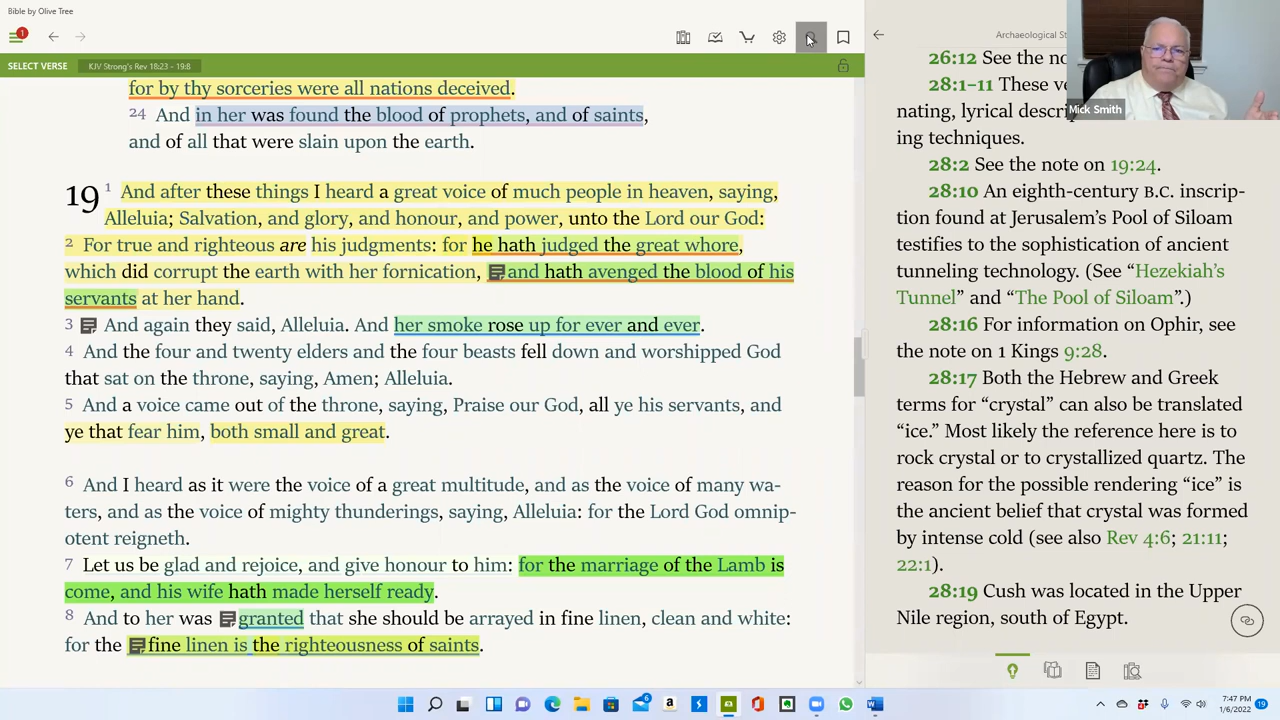 Bible by Olive Tree
1
SELECT VERSE
KJV Strong's Rev 18:23 - 19:8
for by thy sorceries were all nations deceived.
24 And in her was found the blood of prophets, and of saints,
and of all that were slain upon the earth.
19 1 And after these things I heard a great voice of much people in heaven, saying,
Alleluia; Salvation, and glory, and honour, and power, unto the Lord our God:
2 For true and righteous are his judgments: for he hath judged the great whore,
which did corrupt the earth with her fornication, and hath avenged the blood of his
servants at her hand.
3 And again they said, Alleluia. And her smoke rose up for ever and ever.
4 And the four and twenty elders and the four beasts fell down and worshipped God
that sat on the throne, saying, Amen; Alleluia.
5 And a voice came out of the throne, saying, Praise our God, all ye his servants, and
ye that fear him, both small and great.
6 And I heard as it were the voice of a great multitude, and as the voice of many wa-
ters, and as the voice of mighty thunderings, saying, Alleluia: for the Lord God omnip-
otent reigneth.
7 Let us be glad and rejoice, and give honour to him: for the marriage of the Lamb is
come, and his wife hath made herself ready.
8 And to her was granted that she should be arrayed in fine linen, clean and white:
for the fine linen is the righteousness of saints.
Archaeological
26:12 See the
28:1–11 These
nating, lyrical
ing techniques.
28:2 See the note on 19:24.
28:10 An eighth-century B.C. inscrip-
tion found at Jerusalem's Pool of Siloam
testifies to the sophistication of ancient
tunneling technology. (See “Hezekiah's
Tunnel” and “The Pool of Siloam”.)
28:16 For information on Ophir, see
the note on 1 Kings 9:28.
28:17 Both the Hebrew and Greek
terms for “crystal” can also be translated
“ice.” Most likely the reference here is to
rock crystal or to crystallized quartz. The
reason for the possible rendering “ice” is
the ancient belief that crystal was formed
by intense cold (see also Rev 4:6; 21:11;
22:1).
28:19 Cush was located in the Upper
Nile region, south of Egypt.
Mick Smith
6
7:47 PM
1/6/2022
19